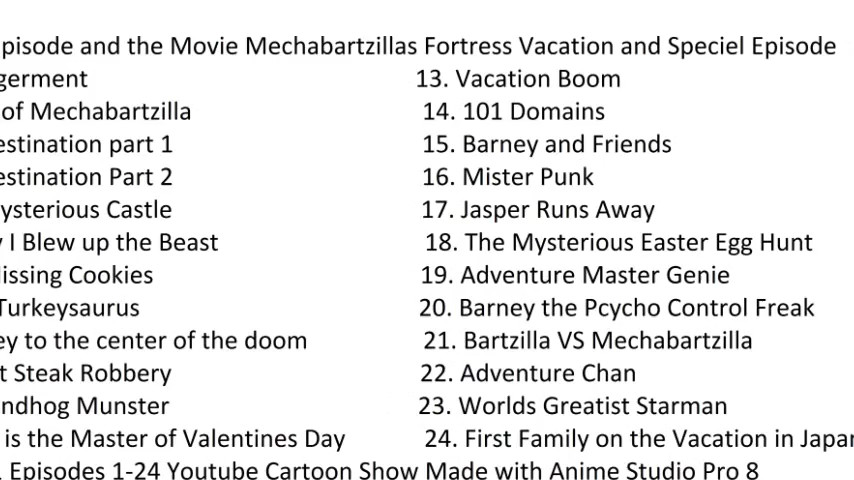 pisode and the Movie Mechabartzillas Fortress Vacation and Speciel Episode
germent 13. Vacation Boom
of Mechabartzilla 14. 101 Domains
estination part 1 15. Barney and Friends
estination Part 2 16. Mister Punk
ysterious Castle 17. Jasper Runs Away
I Blew up the Beast 18. The Mysterious Easter Egg Hunt
issing Cookies 19. Adventure Master Genie
Turkeysaurus 20. Barney the Pcycho Control Freak
ey to the center of the doom 21. Bartzilla VS Mechabartzilla
t Steak Robbery 22. Adventure Chan
ndhog Munster 23. Worlds Greatist Starman
is the Master of Valentines Day 24. First Family on the Vacation in Japan
Episodes 1-24 Youtube Cartoon Show Made with Anime Studio Pro 8